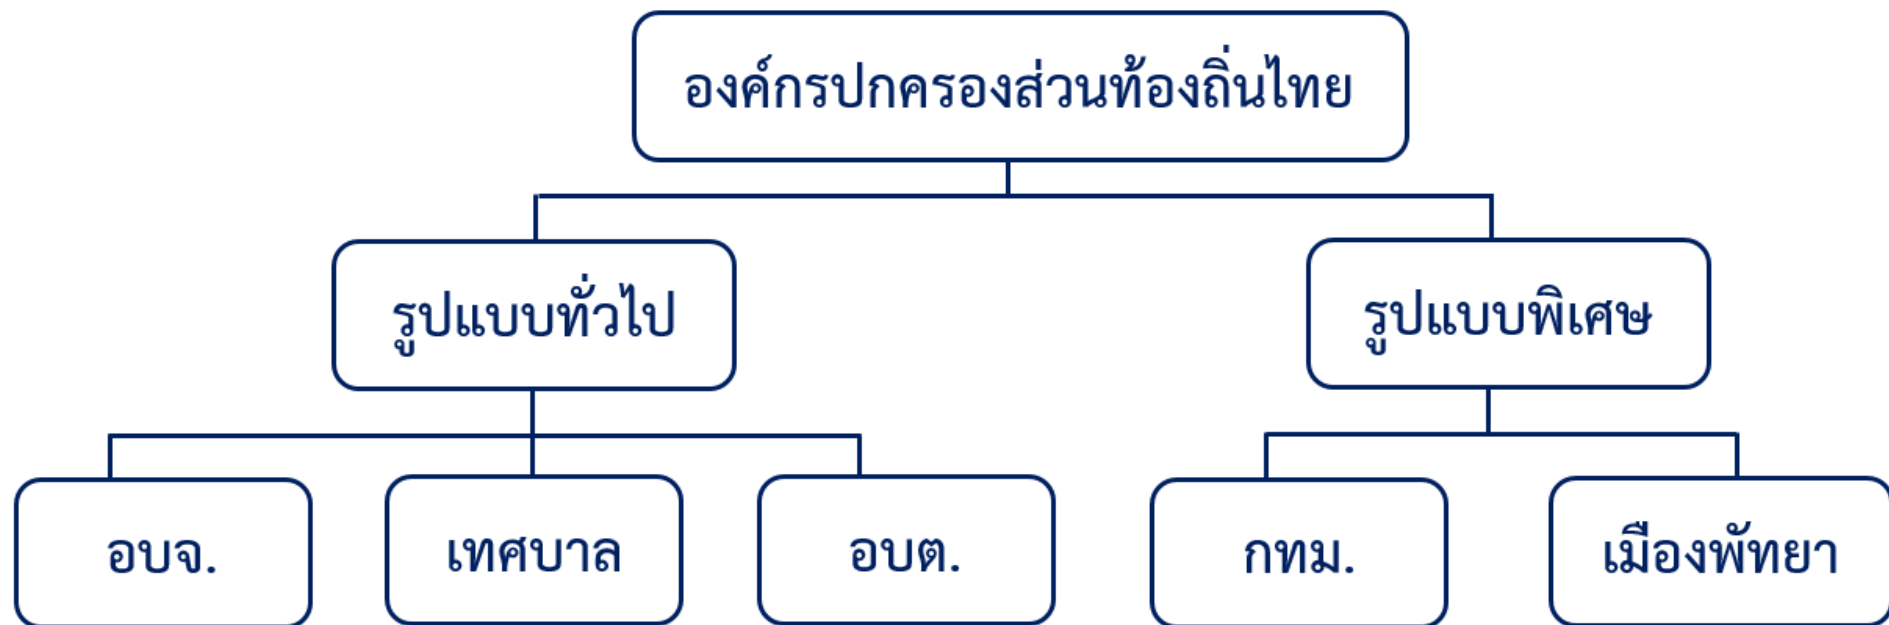 องค์กรปกครองส่วนท้องถิ่นไทย
รูปแบบทั่วไป
รูปแบบพิเศษ
อบจ.
เทศบาล
อบต.
กทม.
เมืองพัทยา